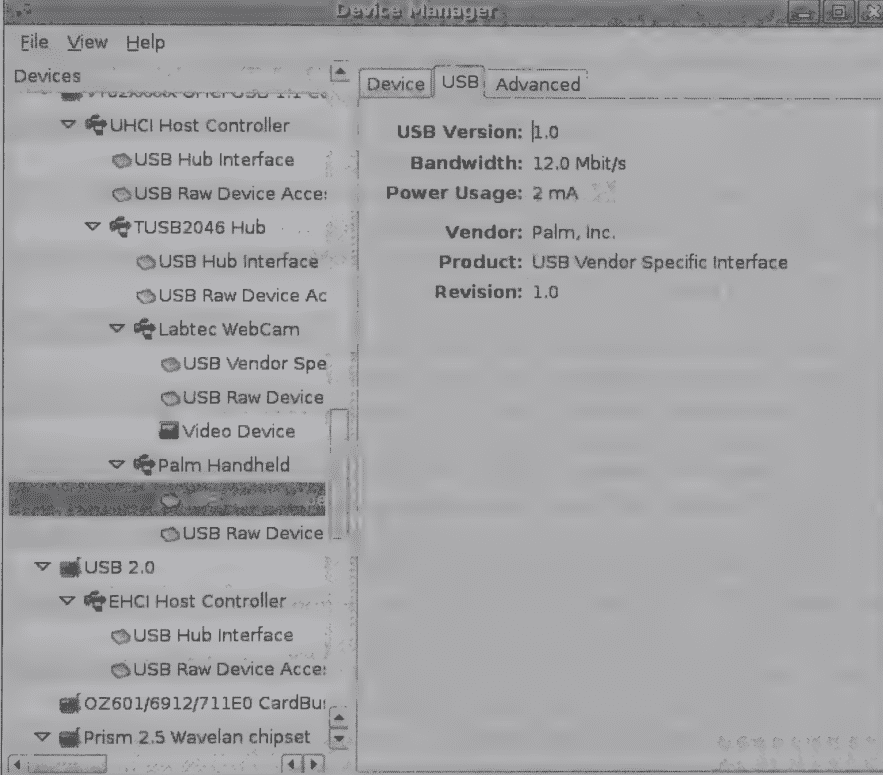 Device Manager
File View Help
Devices
UHCI Host Controller
USB Hub Interface
USB Raw Device Acces
TUSB2046 Hub
USB Hub Interface
USB Raw Device Ac
Labtec WebCam
USB Vendor Spe
USB Raw Device
Video Device
Palm Handheld
USB Raw Device
USB 2.0
EHCI Host Controller
USB Hub Interface
USB Raw Device Acces
OZ601/6912/711E0 CardBu
Prism 2.5 Wavelan chipset
Device USB Advanced
USB Version: 1.0
Bandwidth: 12.0 Mbit/s
Power Usage: 2 mA
Vendor: Palm, Inc.
Product: USB Vendor Specific Interface
Revision: 1.0